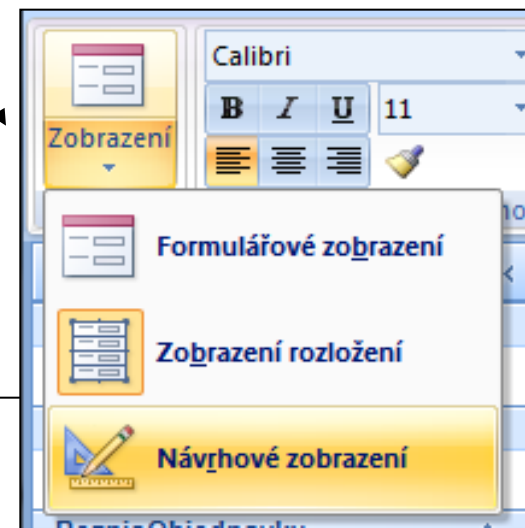 Calibri
B I U 11
Zobrazení
Formulářové zobrazení
Zobrazení rozložení
Návrhové zobrazení